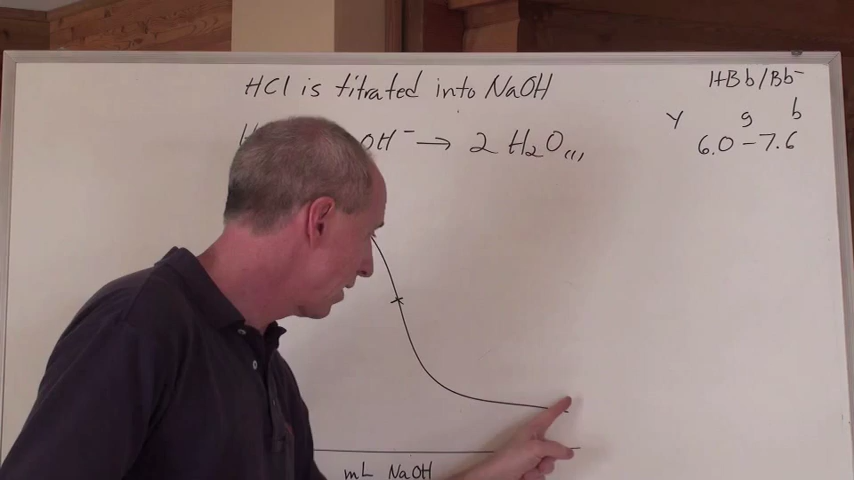 HCl is titrated into NaOH
HBb/Bb⁻
y g b
H OH⁻ → 2 H₂O(l)
6.0 – 7.6
mL NaOH